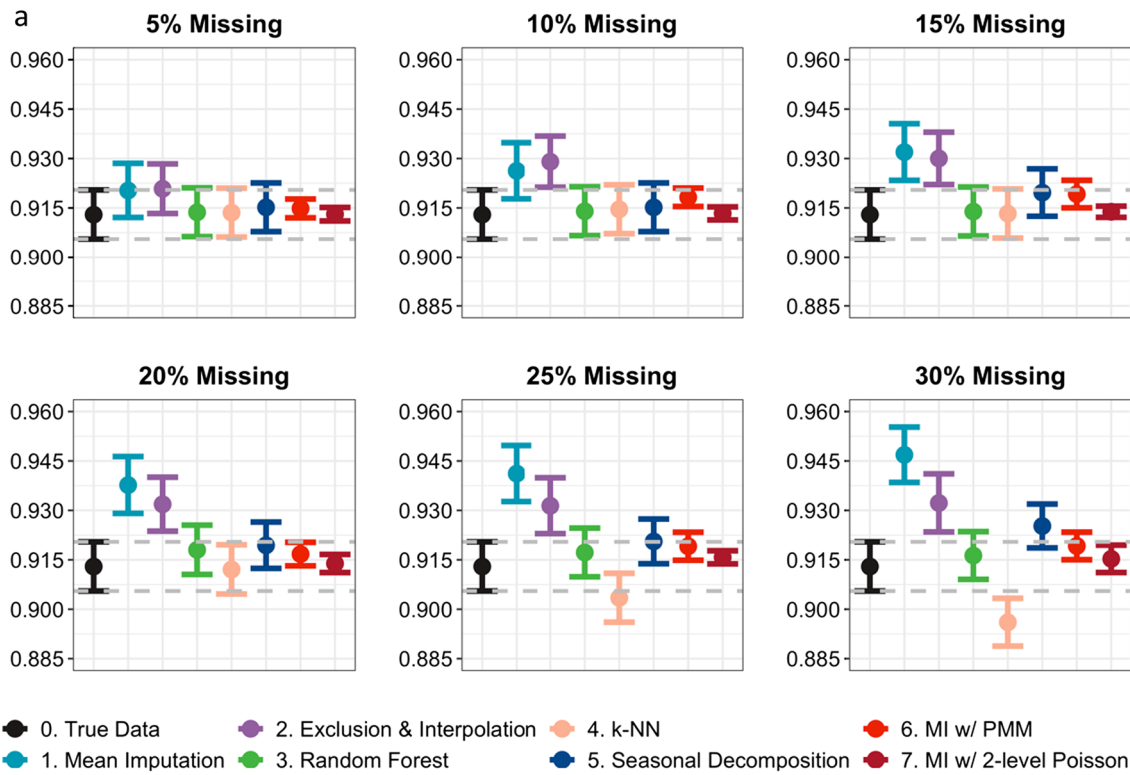 a
5% Missing
10% Missing
15% Missing
0.960
0.945
0.930
0.915
0.900
0.885
0.960
0.945
0.930
0.915
0.900
0.885
0.960
0.945
0.930
0.915
0.900
0.885
20% Missing
25% Missing
30% Missing
0.960
0.945
0.930
0.915
0.900
0.885
0.960
0.945
0.930
0.915
0.900
0.885
0.960
0.945
0.930
0.915
0.900
0.885
0. True Data
2. Exclusion & Interpolation
4. k-NN
6. MI w/ PMM
1. Mean Imputation
3. Random Forest
5. Seasonal Decomposition
7. MI w/ 2-level Poisson